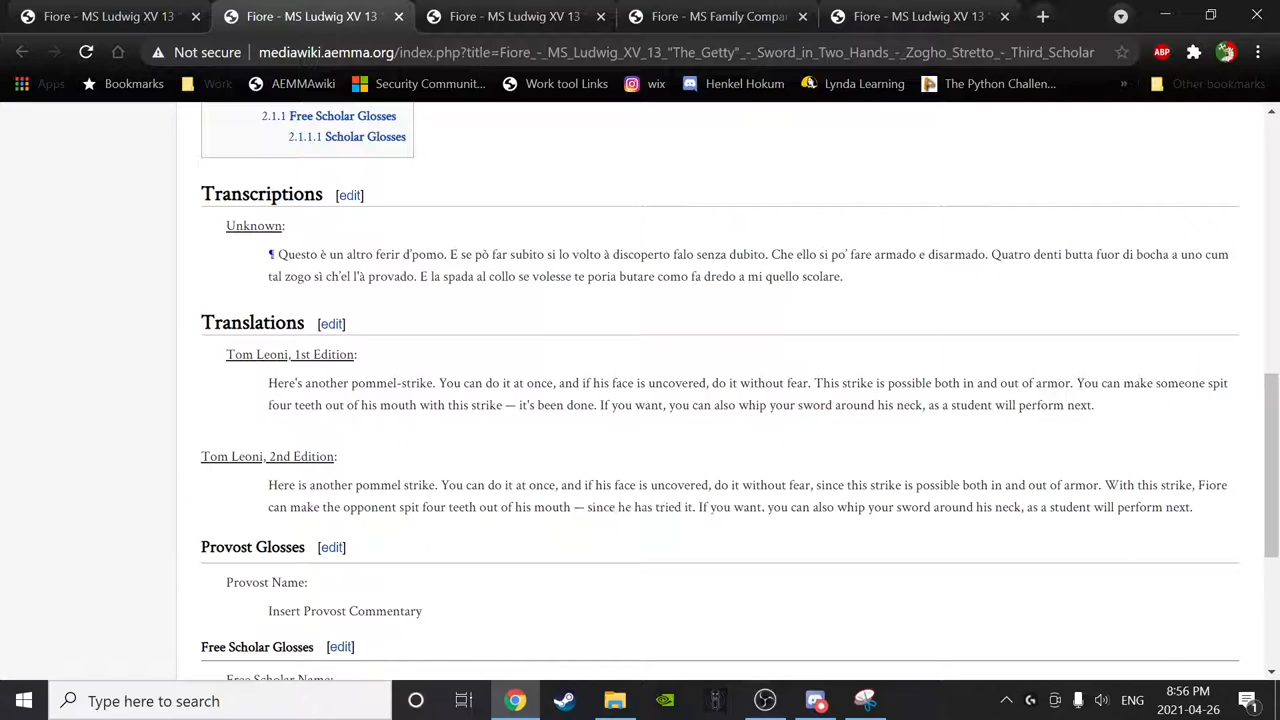 Fiore - MS Ludwig XV 13 Fiore - MS Ludwig XV 13 Fiore - MS Ludwig XV 13 Fiore - MS Family Compa Fiore - MS Ludwig XV 13
Not secure mediawiki.aemma.org/index.php?title=Fiore_-_MS_Ludwig_XV_13_"The_Getty"_-_Sword_in_Two_Hands_-_Zogho_Stretto_-_Third_Scholar ABP
Apps Bookmarks Work AEMMAwiki Security Communit... Work tool Links wix Henkel Hokum Lynda Learning The Python Challen... » Other bookmarks
2.1.1 Free Scholar Glosses
2.1.1.1 Scholar Glosses
Transcriptions [edit]
Unknown:
¶ Questo è un altro ferir d'pomo. E se pò far subito si lo volto à discoperto falo senza dubito. Che ello si po' fare armado e disarmado. Quatro denti butta fuor di bocha a uno cum
tal zogo sì ch'el l'à provado. E la spada al collo se volesse te poria butare como fa dredo a mi quello scolare.
Translations [edit]
Tom Leoni, 1st Edition:
Here's another pommel-strike. You can do it at once, and if his face is uncovered, do it without fear. This strike is possible both in and out of armor. You can make someone spit
four teeth out of his mouth with this strike — it's been done. If you want, you can also whip your sword around his neck, as a student will perform next.
Tom Leoni, 2nd Edition:
Here is another pommel strike. You can do it at once, and if his face is uncovered, do it without fear, since this strike is possible both in and out of armor. With this strike, Fiore
can make the opponent spit four teeth out of his mouth — since he has tried it. If you want. you can also whip your sword around his neck, as a student will perform next.
Provost Glosses [edit]
Provost Name:
Insert Provost Commentary
Free Scholar Glosses [edit]
Free Scholar Name:
Type here to search
ENG
8:56 PM
2021-04-26
1